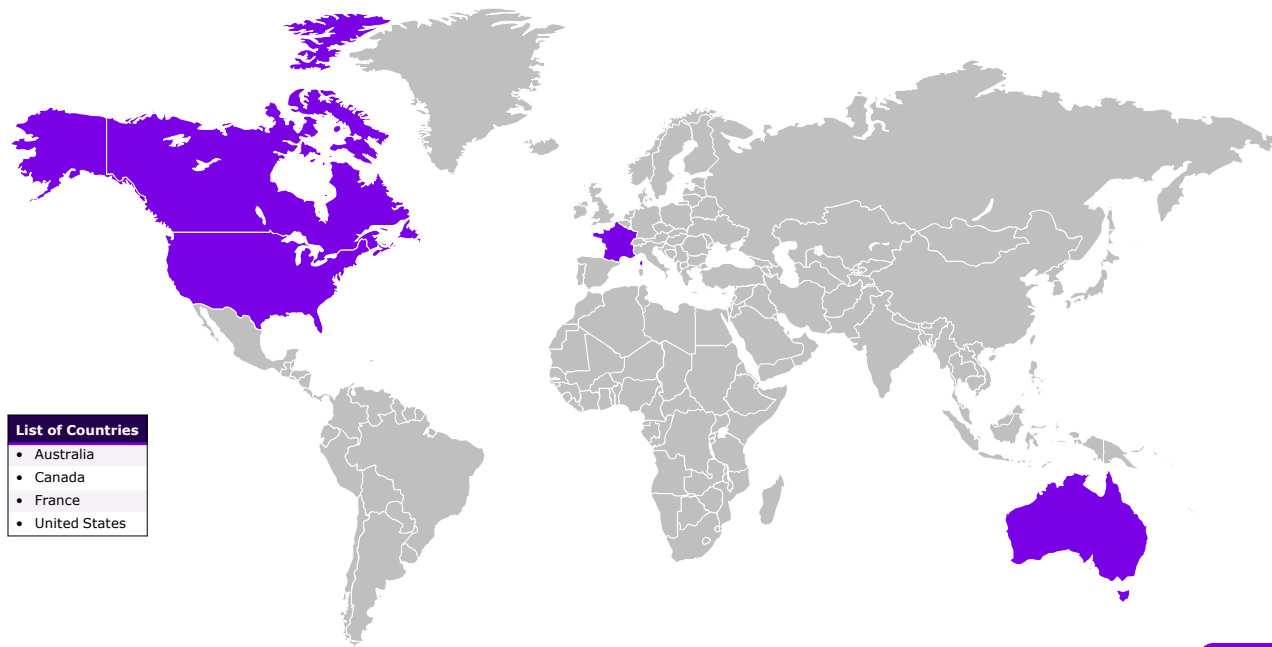 List of Countries
• Australia
• Canada
• France
• United States